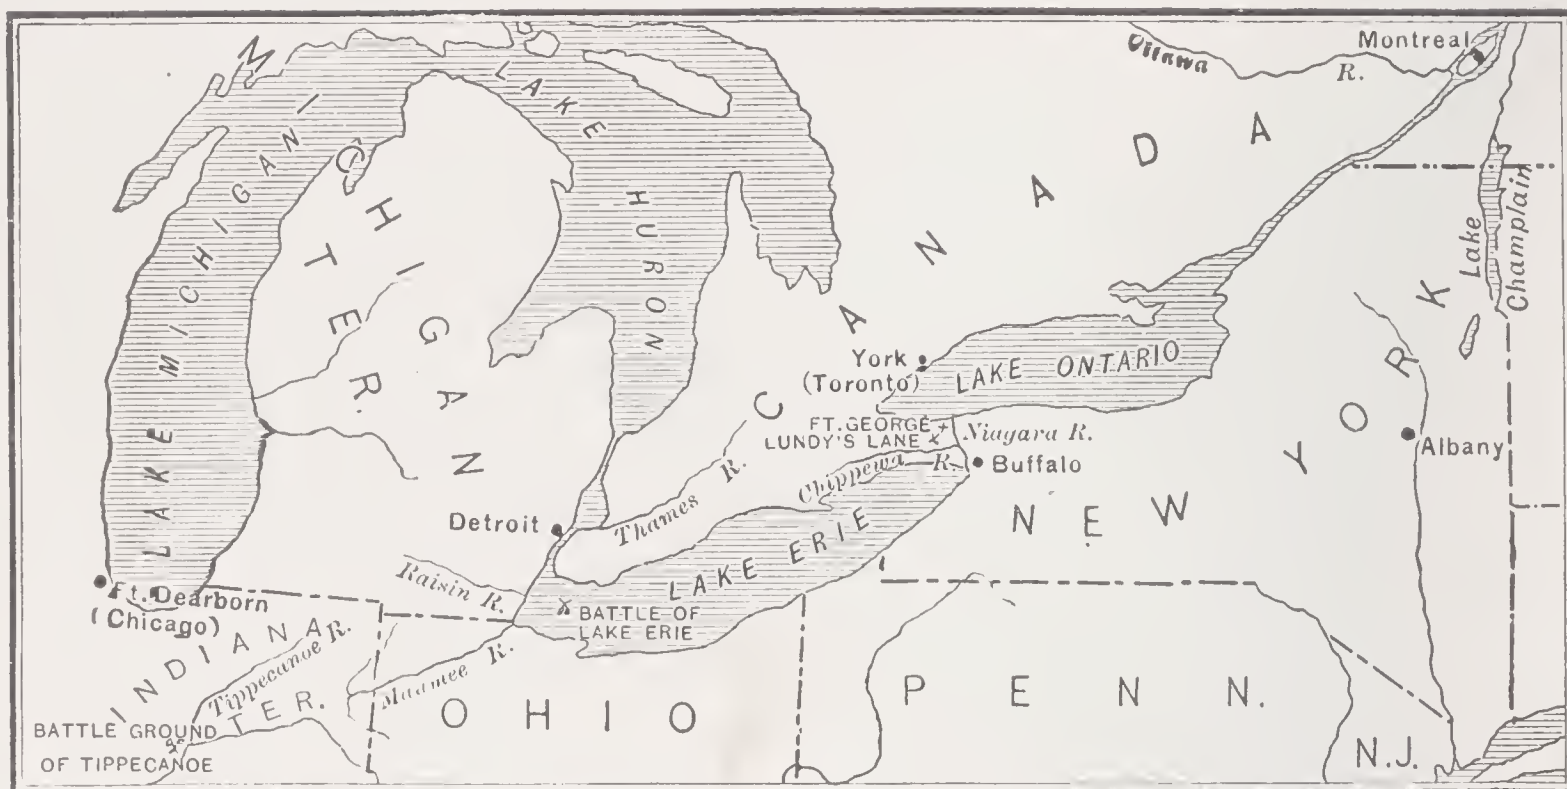 MICHIGAN
TER.
LAKE MICHIGAN
LAKE HURON
CANADA
Ottawa R.
Montreal
Lake Champlain
York
(Toronto)
LAKE ONTARIO
FT. GEORGE
LUNDY'S LANE
Niagara R.
Chippewa R.
Buffalo
Albany
NEW YORK
Detroit
Thames R.
LAKE ERIE
Raisin R.
BATTLE OF
LAKE ERIE
Ft. Dearborn
(Chicago)
INDIANA
TER.
Tippecanoe R.
Maumee R.
BATTLE GROUND
OF TIPPECANOE
OHIO
PENN.
N.J.